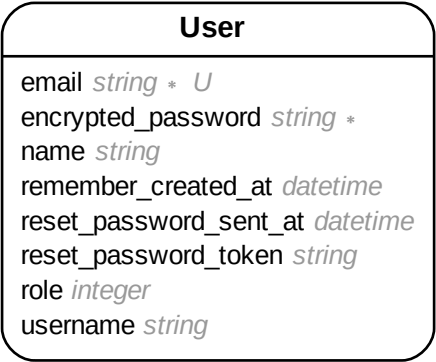 User
email string * U
encrypted_password string *
name string
remember_created_at datetime
reset_password_sent_at datetime
reset_password_token string
role integer
username string